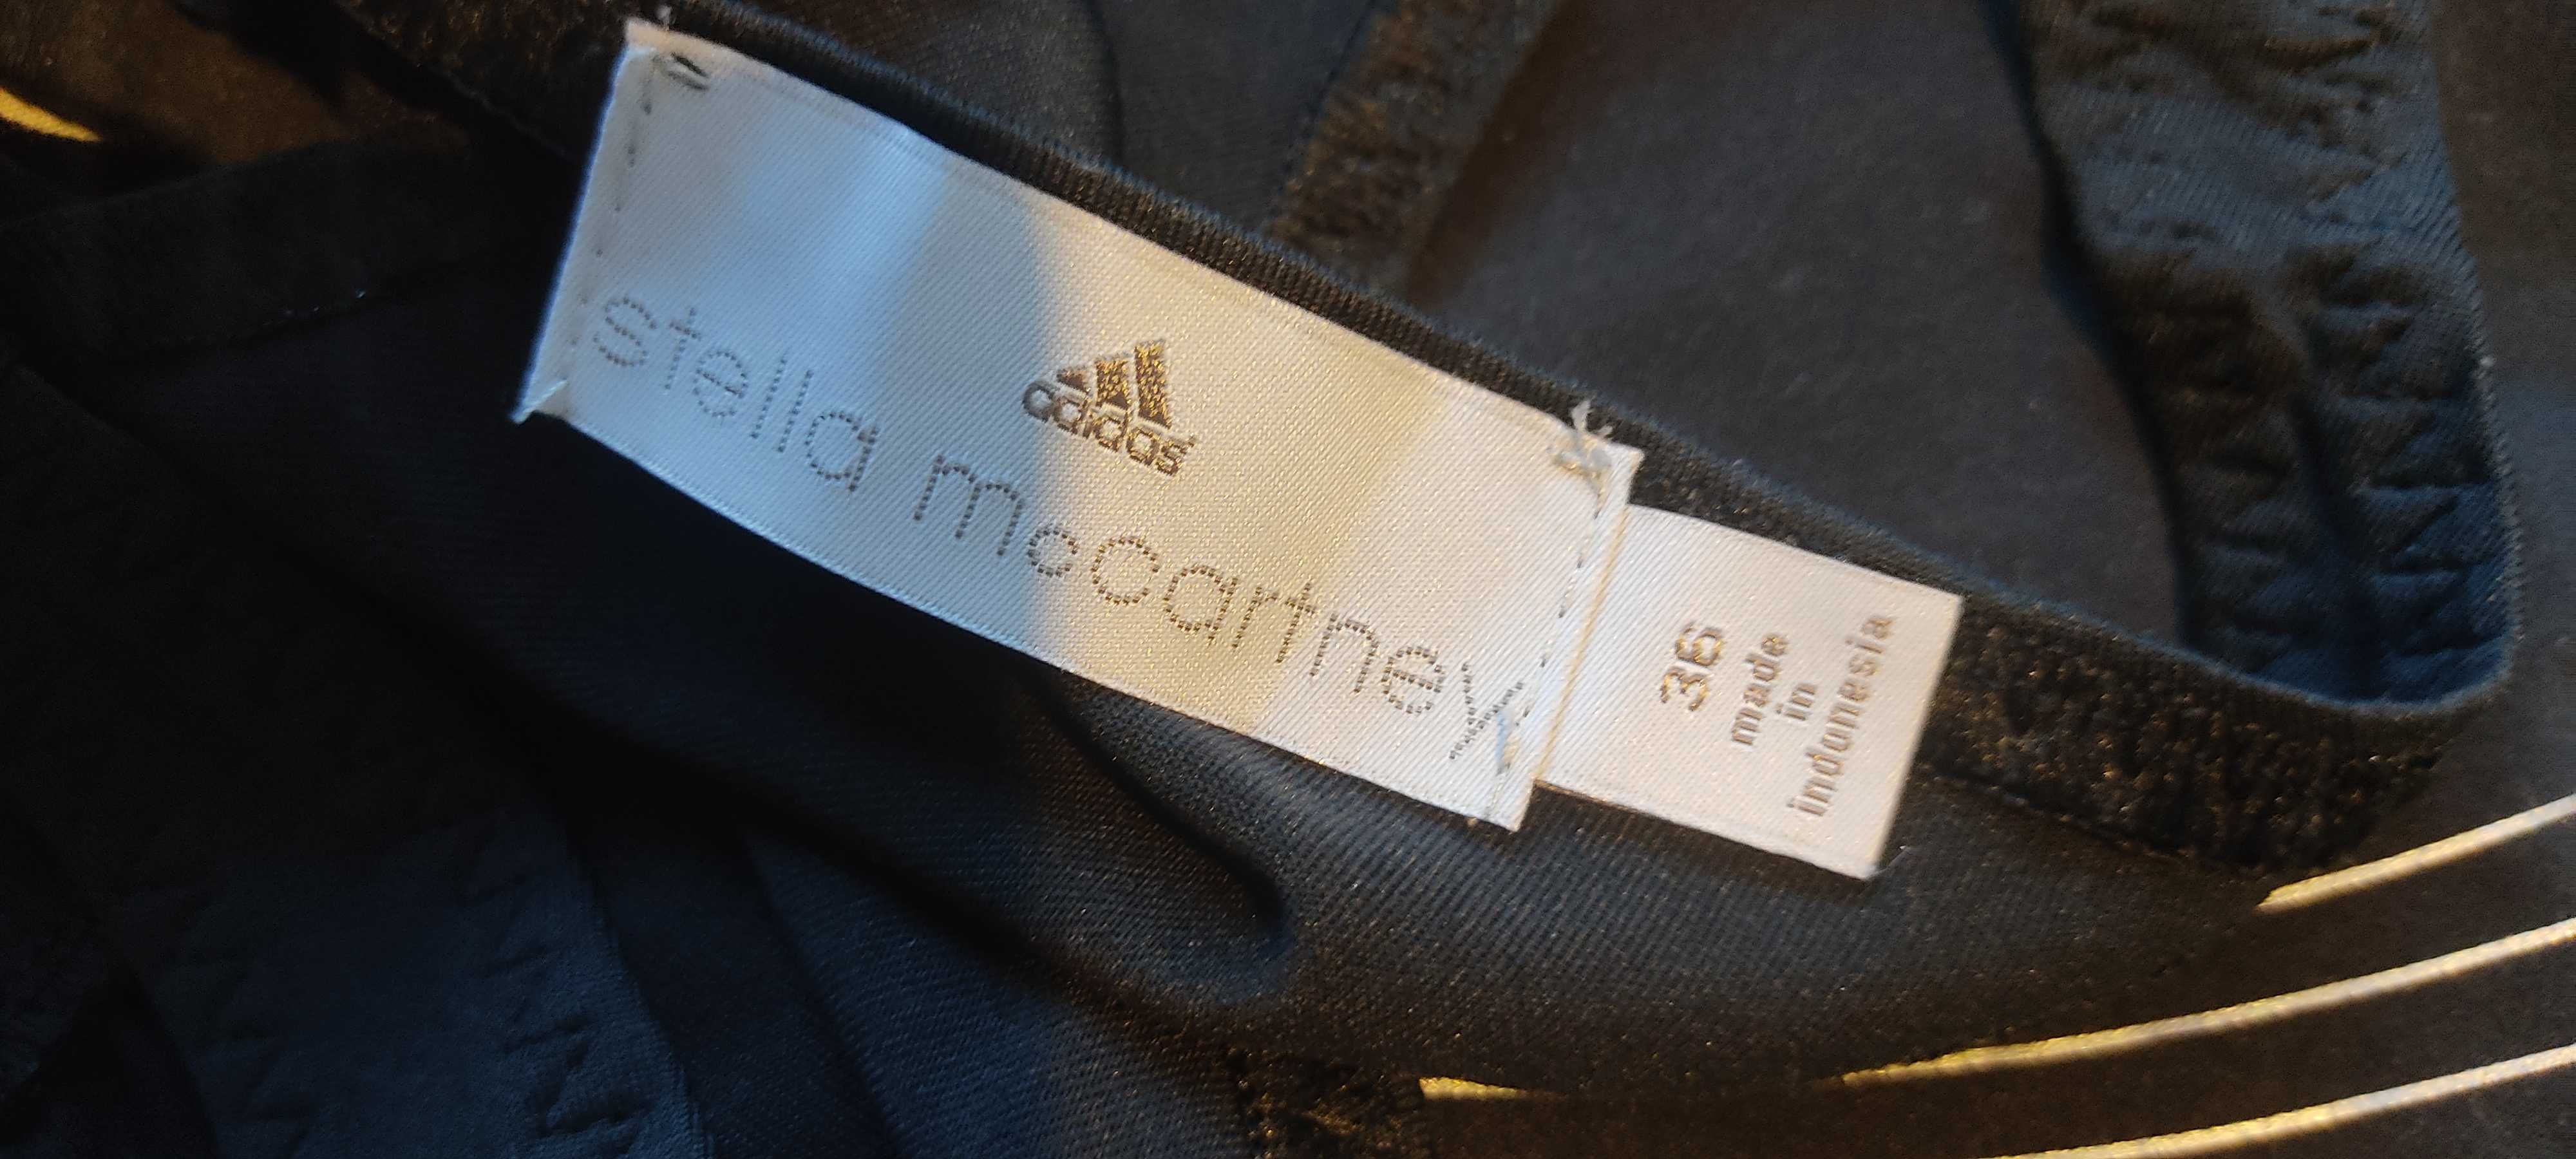 adidas
stella mccartney
36
made
in
indonesia